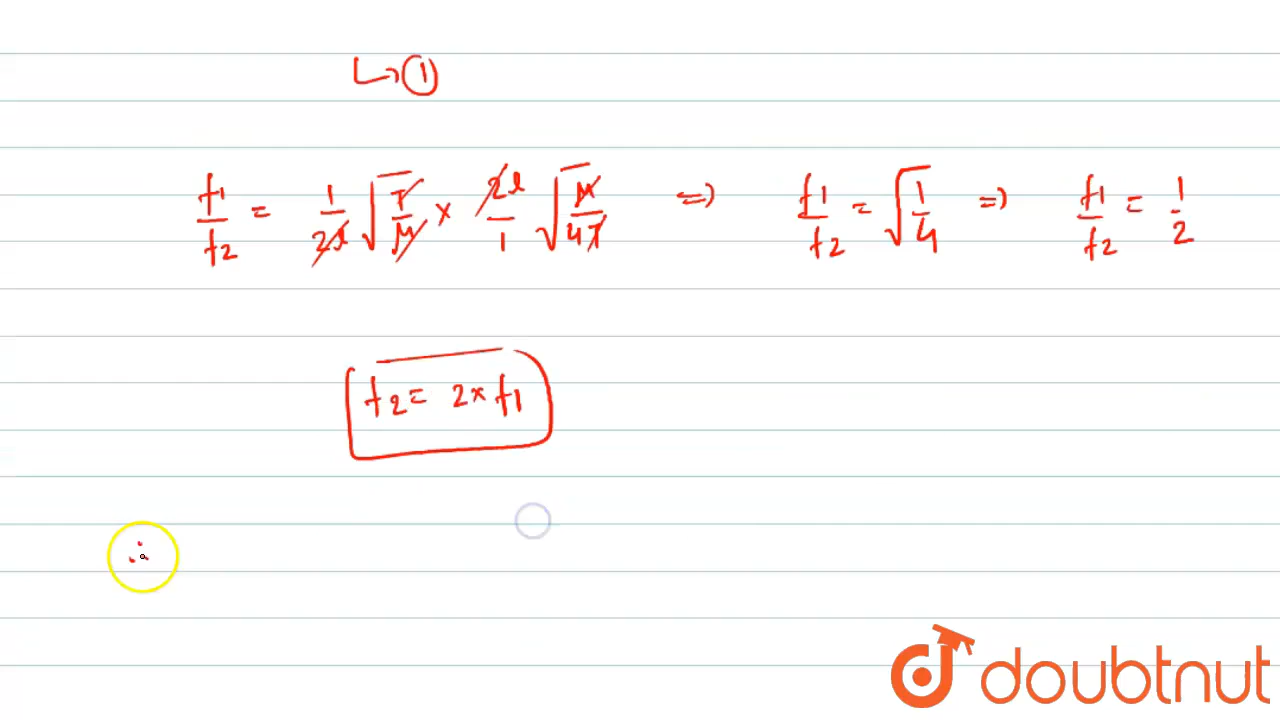 ↳ ①
f1/f2 = 1/2l √(T/μ) × 2l/1 √(μ/4T) ⇒ f1/f2 = √(1/4) ⇒ f1/f2 = 1/2
f2 = 2× f1
∴
doubtnut